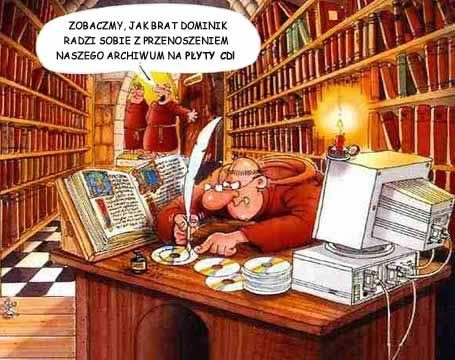 ZOBACZMY, JAK BRAT DOMINIK
RADZI SOBIE Z PRZENOSZENIEM
NASZEGO ARCHIWUM NA PŁYTY CD!